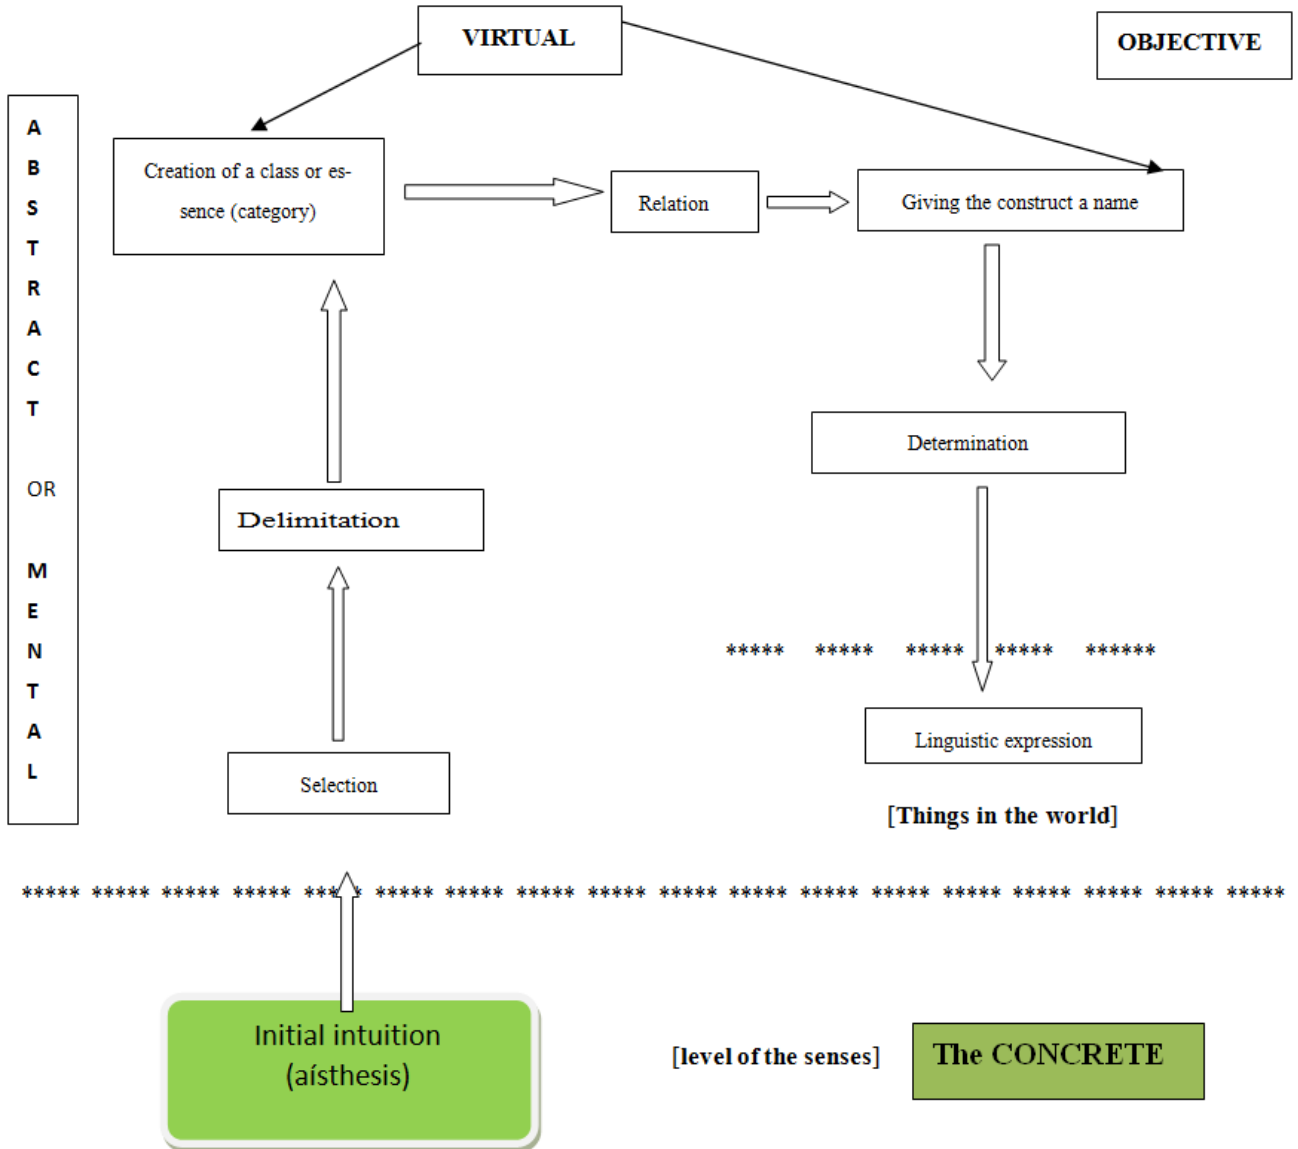 VIRTUAL
OBJECTIVE
A
B
S
T
R
A
C
T
OR
M
E
N
T
A
L
Creation of a class or es-
sence (category)
Relation
Giving the construct a name
Determination
Delimitation
***** ***** ***** ***** ******
Linguistic expression
Selection
[Things in the world]
***** ***** ***** ***** ***** ***** ***** ***** ***** ***** ***** ***** ***** ***** ***** ***** ***** *****
Initial intuition
(aísthesis)
[level of the senses]
The CONCRETE